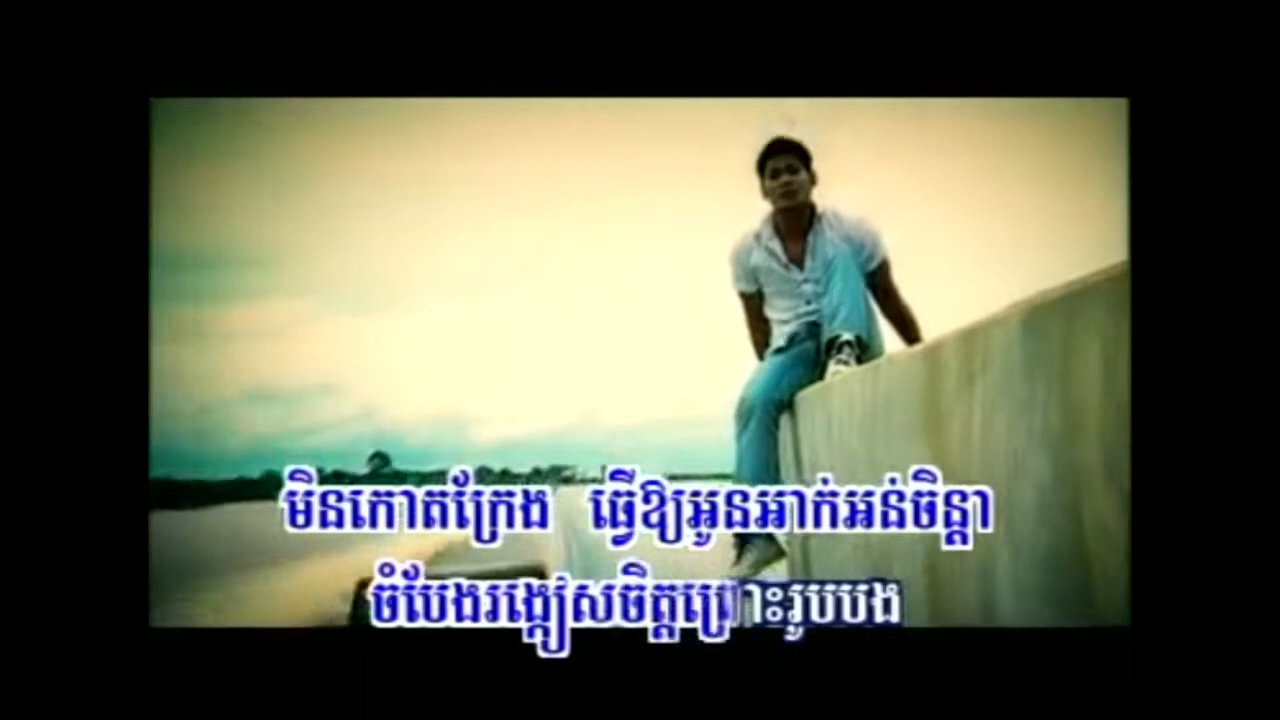 មិនកោតក្រែង ធ្វើឱ្យអូនអាក់អន់ចិន្តា
ចំបែងរង្កៀសចិត្តព្រោះរូបបង